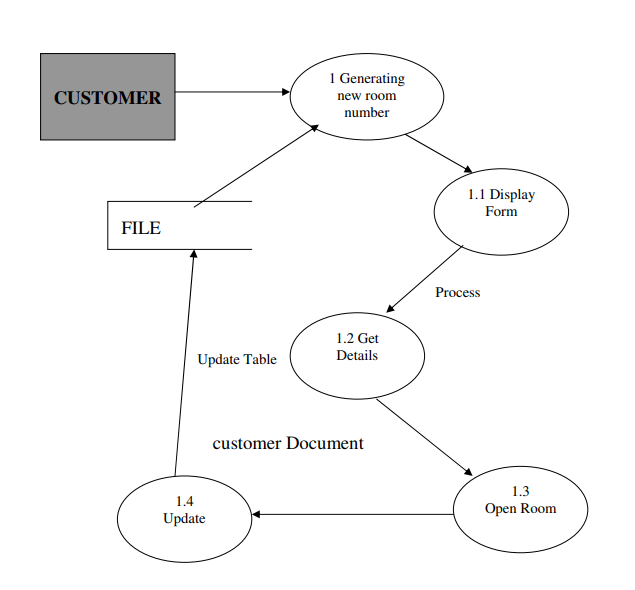 1 Generating
new room
number
CUSTOMER
1.1 Display
Form
FILE
Process
1.2 Get
Details
Update Table
customer Document
1.3
Open Room
1.4
Update